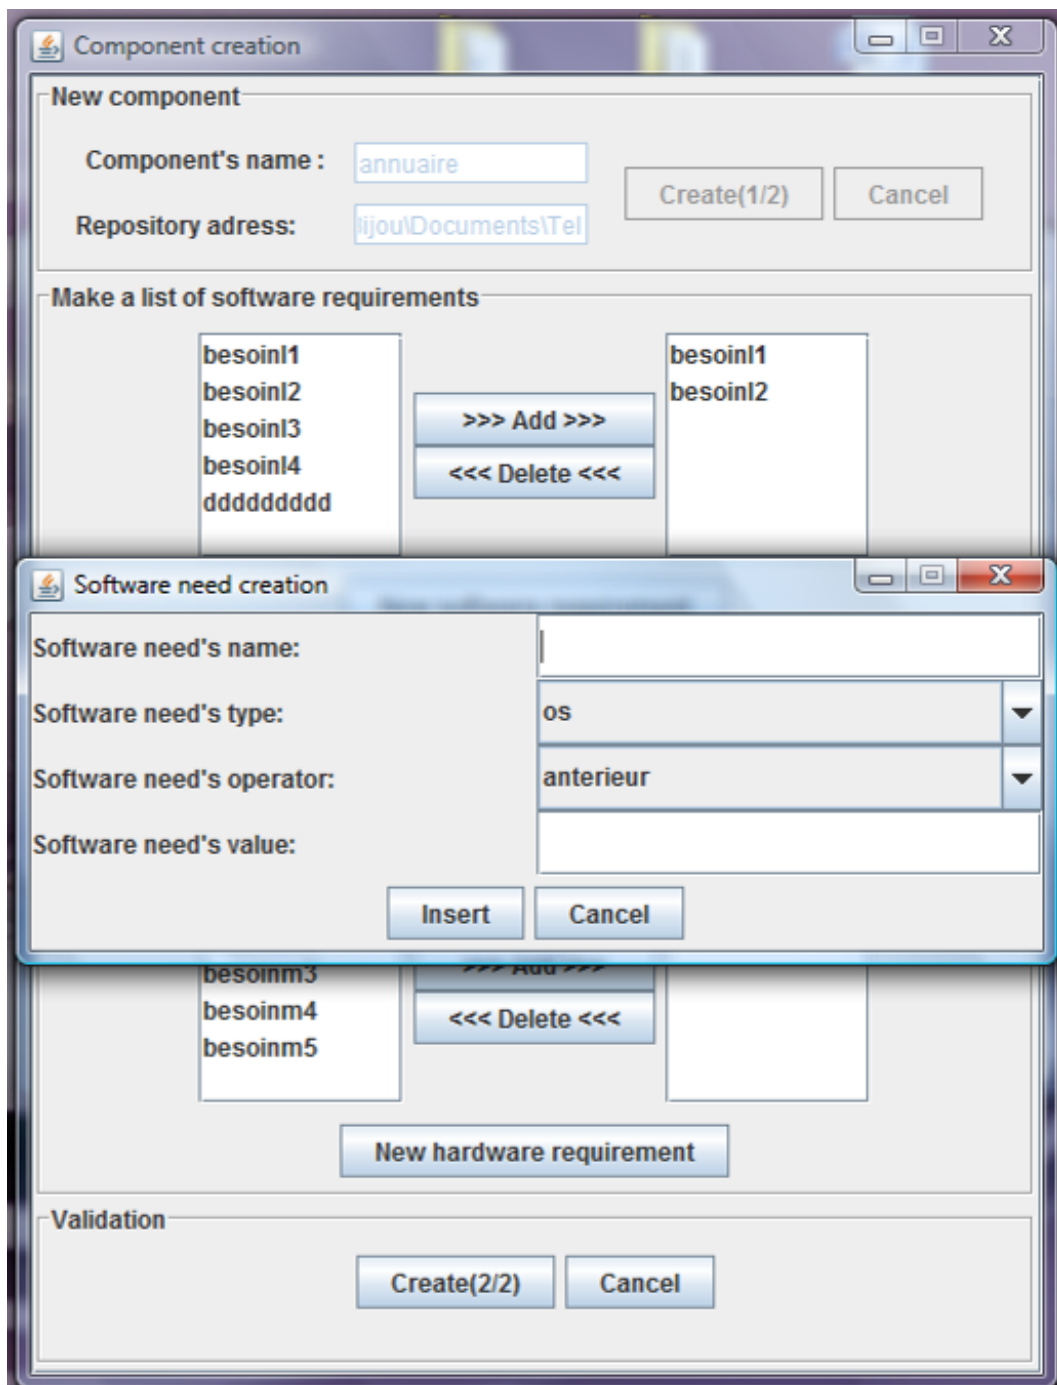 Component creation
New component
Component's name :
annuaire
Create(1/2)
Cancel
Repository adress:
lijou\Documents\Tel
Make a list of software requirements
besoinl1
besoinl2
besoinl3
besoinl4
ddddddddd
>>> Add >>>
<<< Delete <<<
besoinl1
besoinl2
Software need creation
Software need's name:
Software need's type:
os
Software need's operator:
anterieur
Software need's value:
Insert
Cancel
besoinm3
besoinm4
besoinm5
>>> Add >>>
<<< Delete <<<
New hardware requirement
Validation
Create(2/2)
Cancel